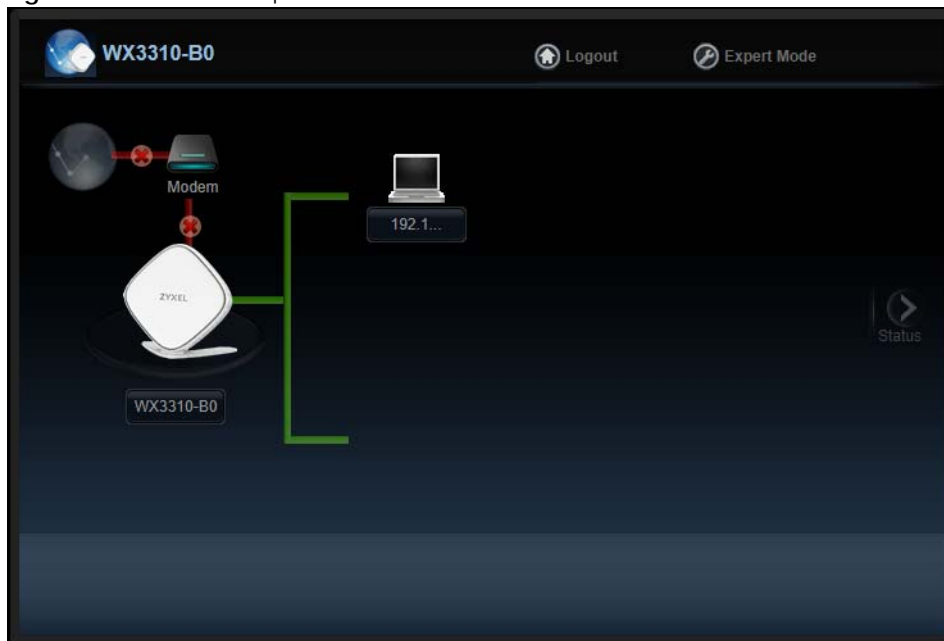 WX3310-B0
Logout
Expert Mode
Modem
192.1...
ZYXEL
Status
WX3310-B0